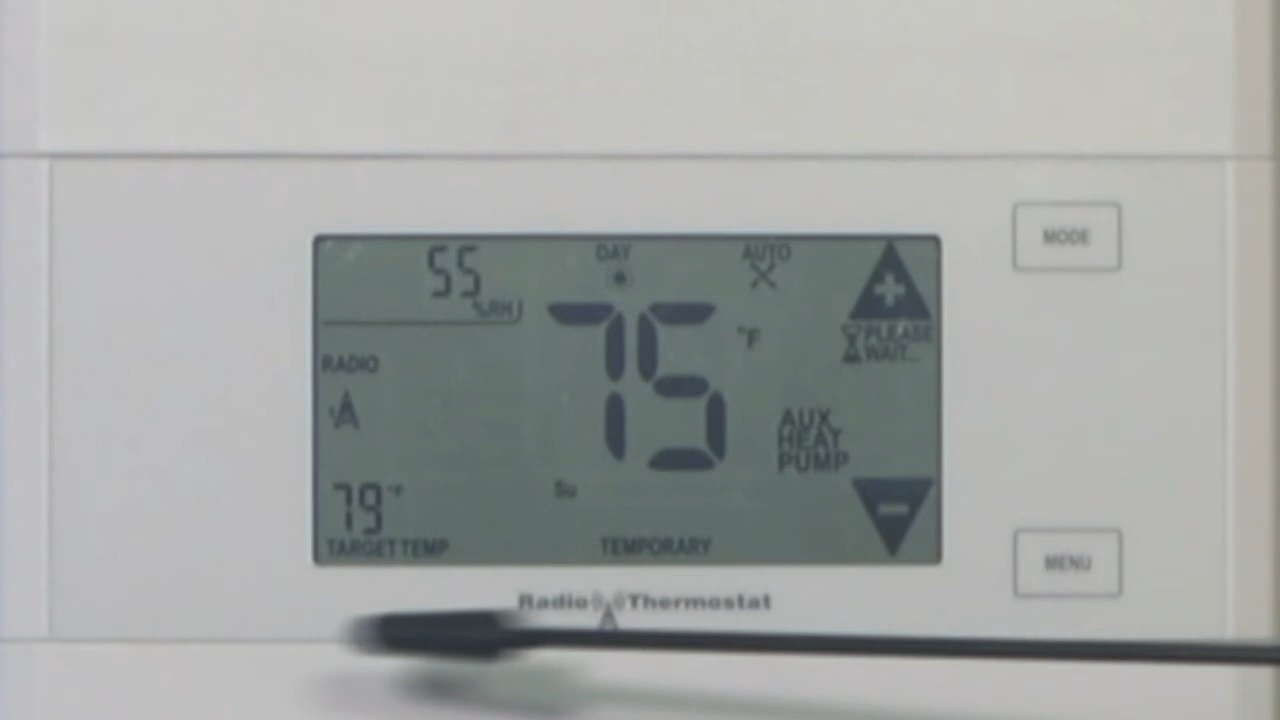 55
%RH
DAY
AUTO
MODE
75 °F
PLEASE
WAIT...
RADIO
AUX
HEAT
PUMP
79 °F
TARGET TEMP
Su
TEMPORARY
MENU
Radio Thermostat